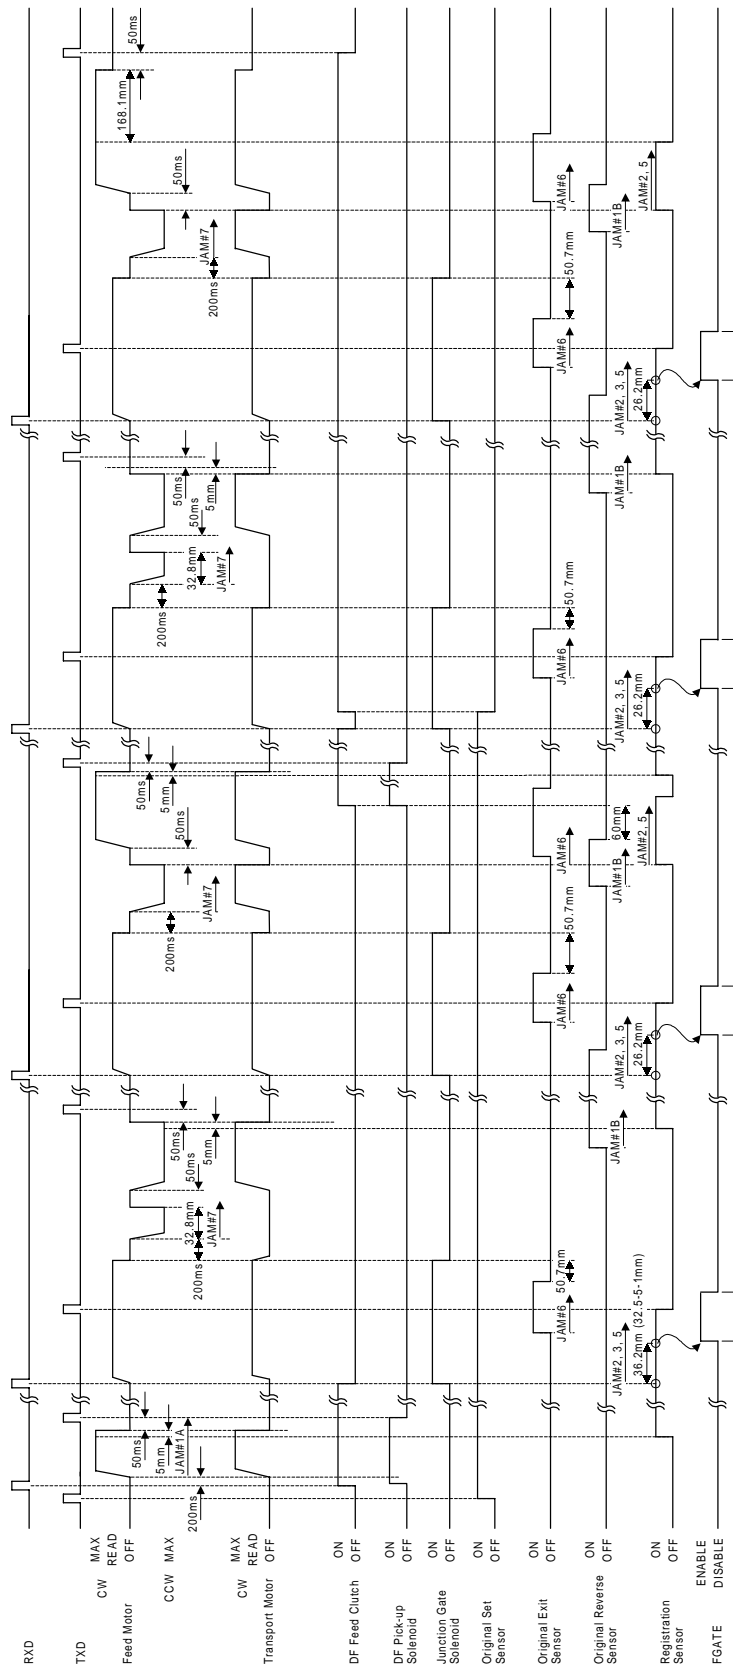 RXD
TXD
Feed Motor
CW
MAX
READ
OFF
CCW MAX
200ms
50ms
5mm
JAM#1A
200ms
32.8mm
JAM#7
50ms
50ms
5mm
200ms
JAM#7
50ms
5mm
50ms
200ms
32.8mm
JAM#7
50ms
5mm
50ms
200ms
JAM#7
50ms
168.1mm
50ms
Transport Motor
CW
MAX
READ
OFF
DF Feed Clutch
ON
OFF
DF Pick-up
Solenoid
ON
OFF
Junction Gate
Solenoid
ON
OFF
Original Set
Sensor
ON
OFF
Original Exit
Sensor
ON
OFF
JAM#6
50.7mm
JAM#6
50.7mm
JAM#6
JAM#6
50.7mm
JAM#6
50.7mm
JAM#6
Original Reverse
Sensor
ON
OFF
JAM#1B
JAM#1B
60mm
JAM#1B
JAM#1B
Registration
Sensor
ON
OFF
JAM#2, 3, 5
36.2mm (32.5-5-1mm)
JAM#2, 3, 5
26.2mm
JAM#2, 5
JAM#2, 3, 5
26.2mm
JAM#2, 3, 5
26.2mm
JAM#2, 5
FGATE
ENABLE
DISABLE